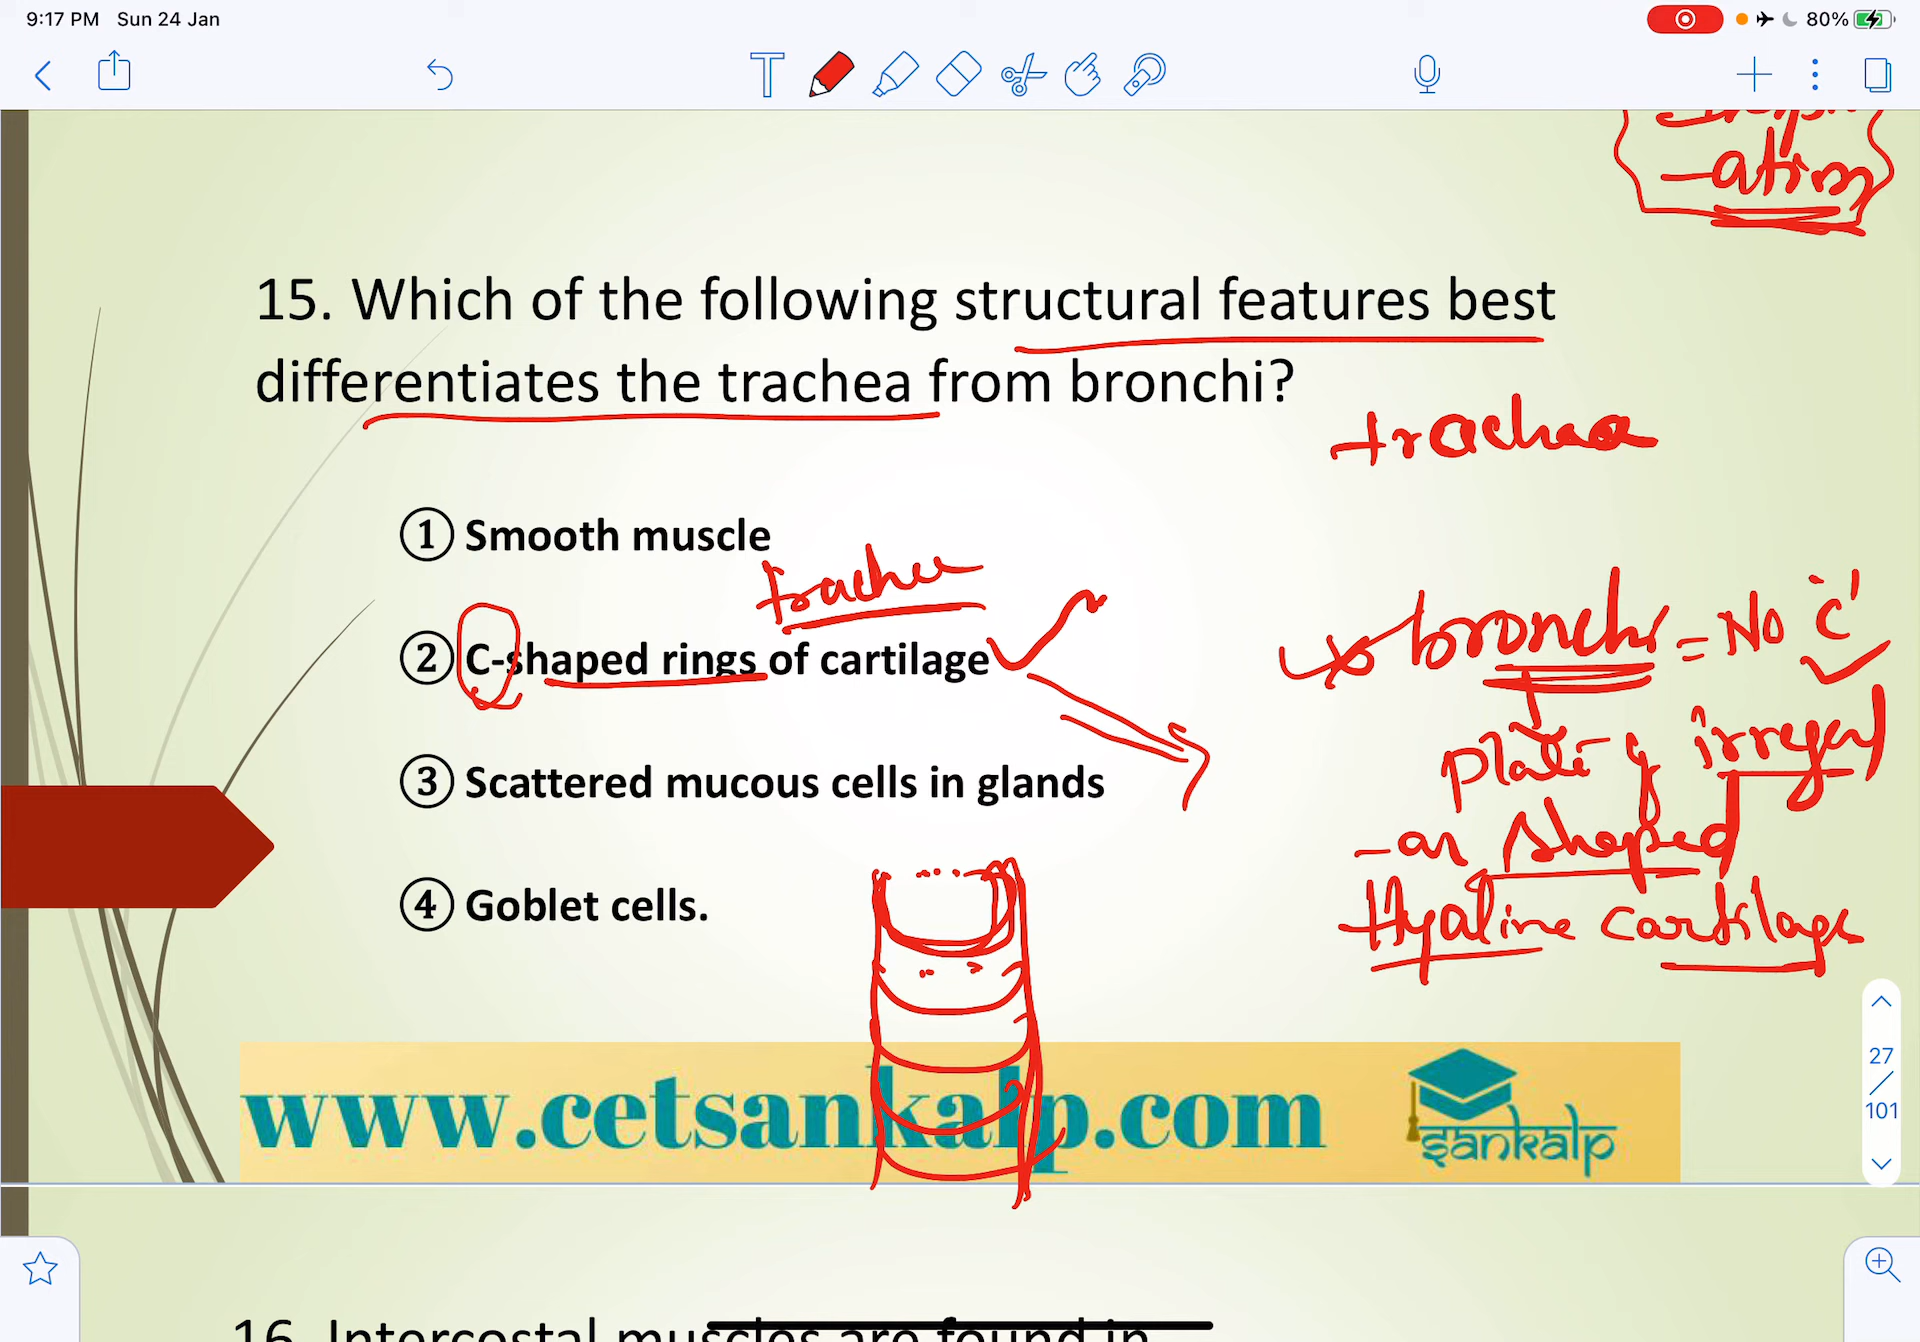 9:17 PM Sun 24 Jan
80%
-ation
15. Which of the following structural features best
differentiates the trachea from bronchi?
trachea
① Smooth muscle
trachea
② C-shaped rings of cartilage
bronchi = No 'C'
③ Scattered mucous cells in glands
plate of irregul
-ar shaped
Hyaline cartilage
④ Goblet cells.
27
/
101
www.cetsankalp.com
sankalp
16. Intercostal muscles are found in